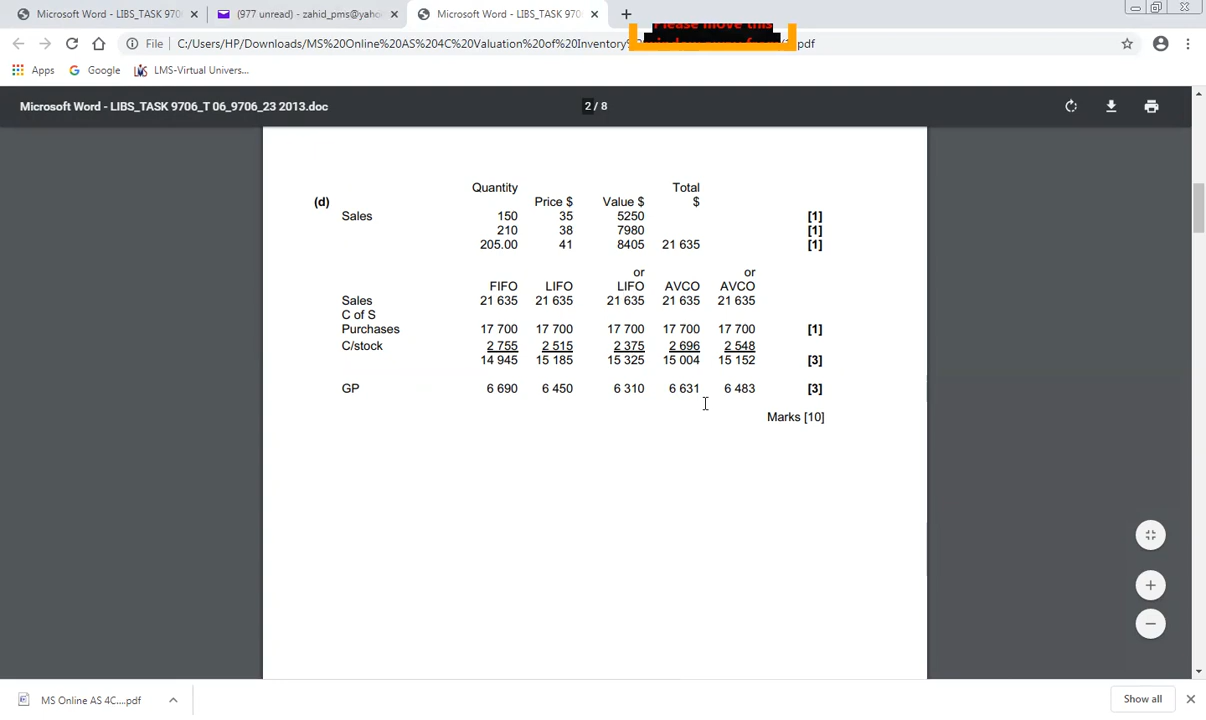 Microsoft Word - LIBS_TASK 970
(977 unread) - zahid_pms@yaho
Microsoft Word - LIBS_TASK 970
Please move this
File
C:/Users/HP/Downloads/MS%20Online%20AS%204C%20Valuation%20of%20Inventory%
pdf
Apps
Google
LMS-Virtual Univers...
Microsoft Word - LIBS_TASK 9706_T 06_9706_23 2013.doc
2 / 8
Quantity Total
(d) Price $ Value $ $
Sales 150 35 5250 [1]
210 38 7980 [1]
205.00 41 8405 21 635 [1]
or or
FIFO LIFO LIFO AVCO AVCO
Sales 21 635 21 635 21 635 21 635 21 635
C of S
Purchases 17 700 17 700 17 700 17 700 17 700 [1]
C/stock 2 755 2 515 2 375 2 696 2 548
14 945 15 185 15 325 15 004 15 152 [3]
GP 6 690 6 450 6 310 6 631 6 483 [3]
Marks [10]
MS Online AS 4C....pdf
Show all